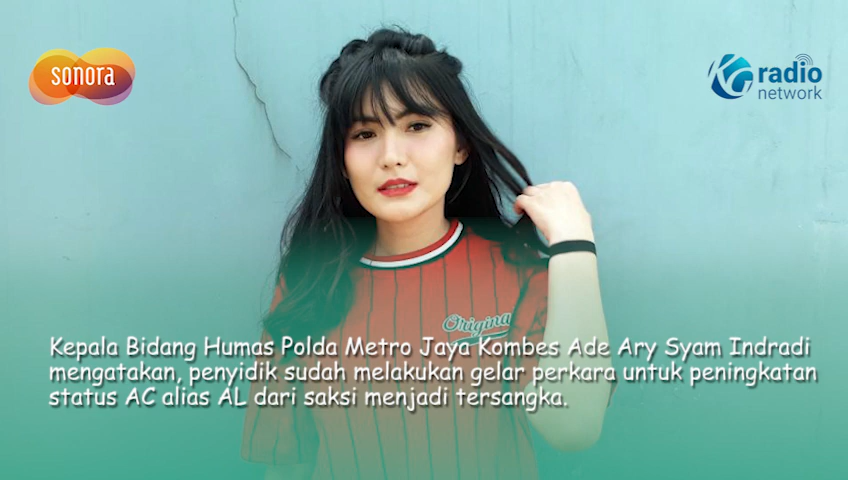 sonora
KG radio
network
Original
Kepala Bidang Humas Polda Metro Jaya Kombes Ade Ary Syam Indradi
mengatakan, penyidik sudah melakukan gelar perkara untuk peningkatan
status AC alias AL dari saksi menjadi tersangka.